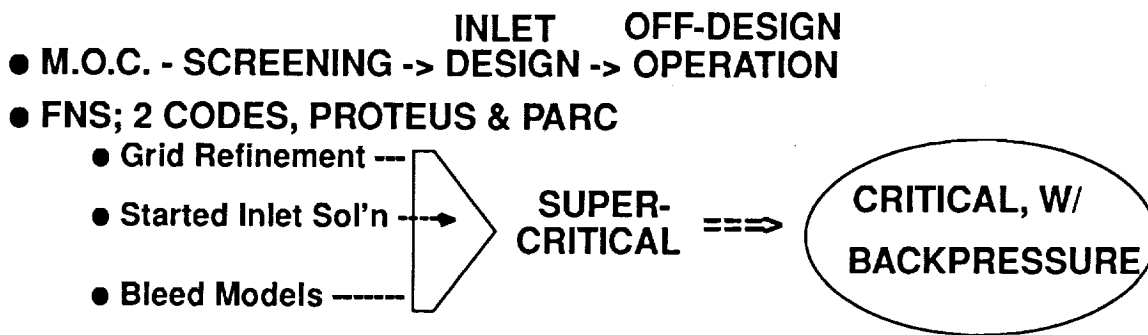 INLET OFF-DESIGN
● M.O.C. - SCREENING -> DESIGN -> OPERATION
● FNS; 2 CODES, PROTEUS & PARC
● Grid Refinement ---
● Started Inlet Sol'n ---->
● Bleed Models -------
SUPER-
CRITICAL ===>
CRITICAL, W/
BACKPRESSURE